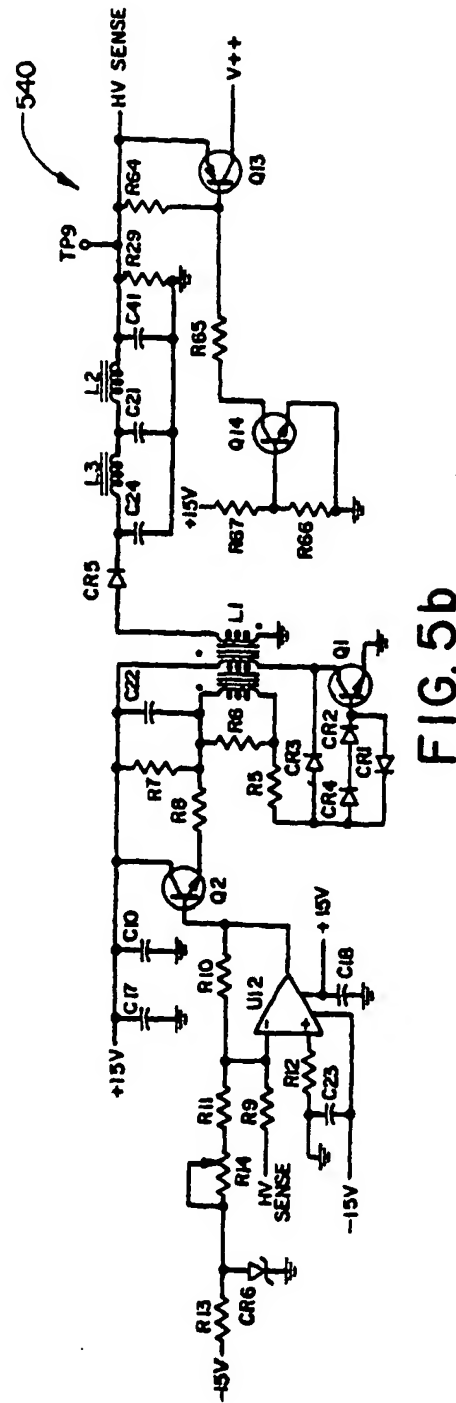 540
HV SENSE
TP9
R64
V++
Q13
R29
C41
L2
C21
L3
C24
R65
Q14
+15V
R67
R66
CR5
L1
C22
R7
R6
R8
R5
CR3
Q1
CR2
CR4
CR1
Q2
+15V
C17
C10
R10
U12
-
+
+15V
C18
R11
R14
R9
HV
SENSE
R12
C23
-15V
R13
-15V
CR6
FIG. 5b